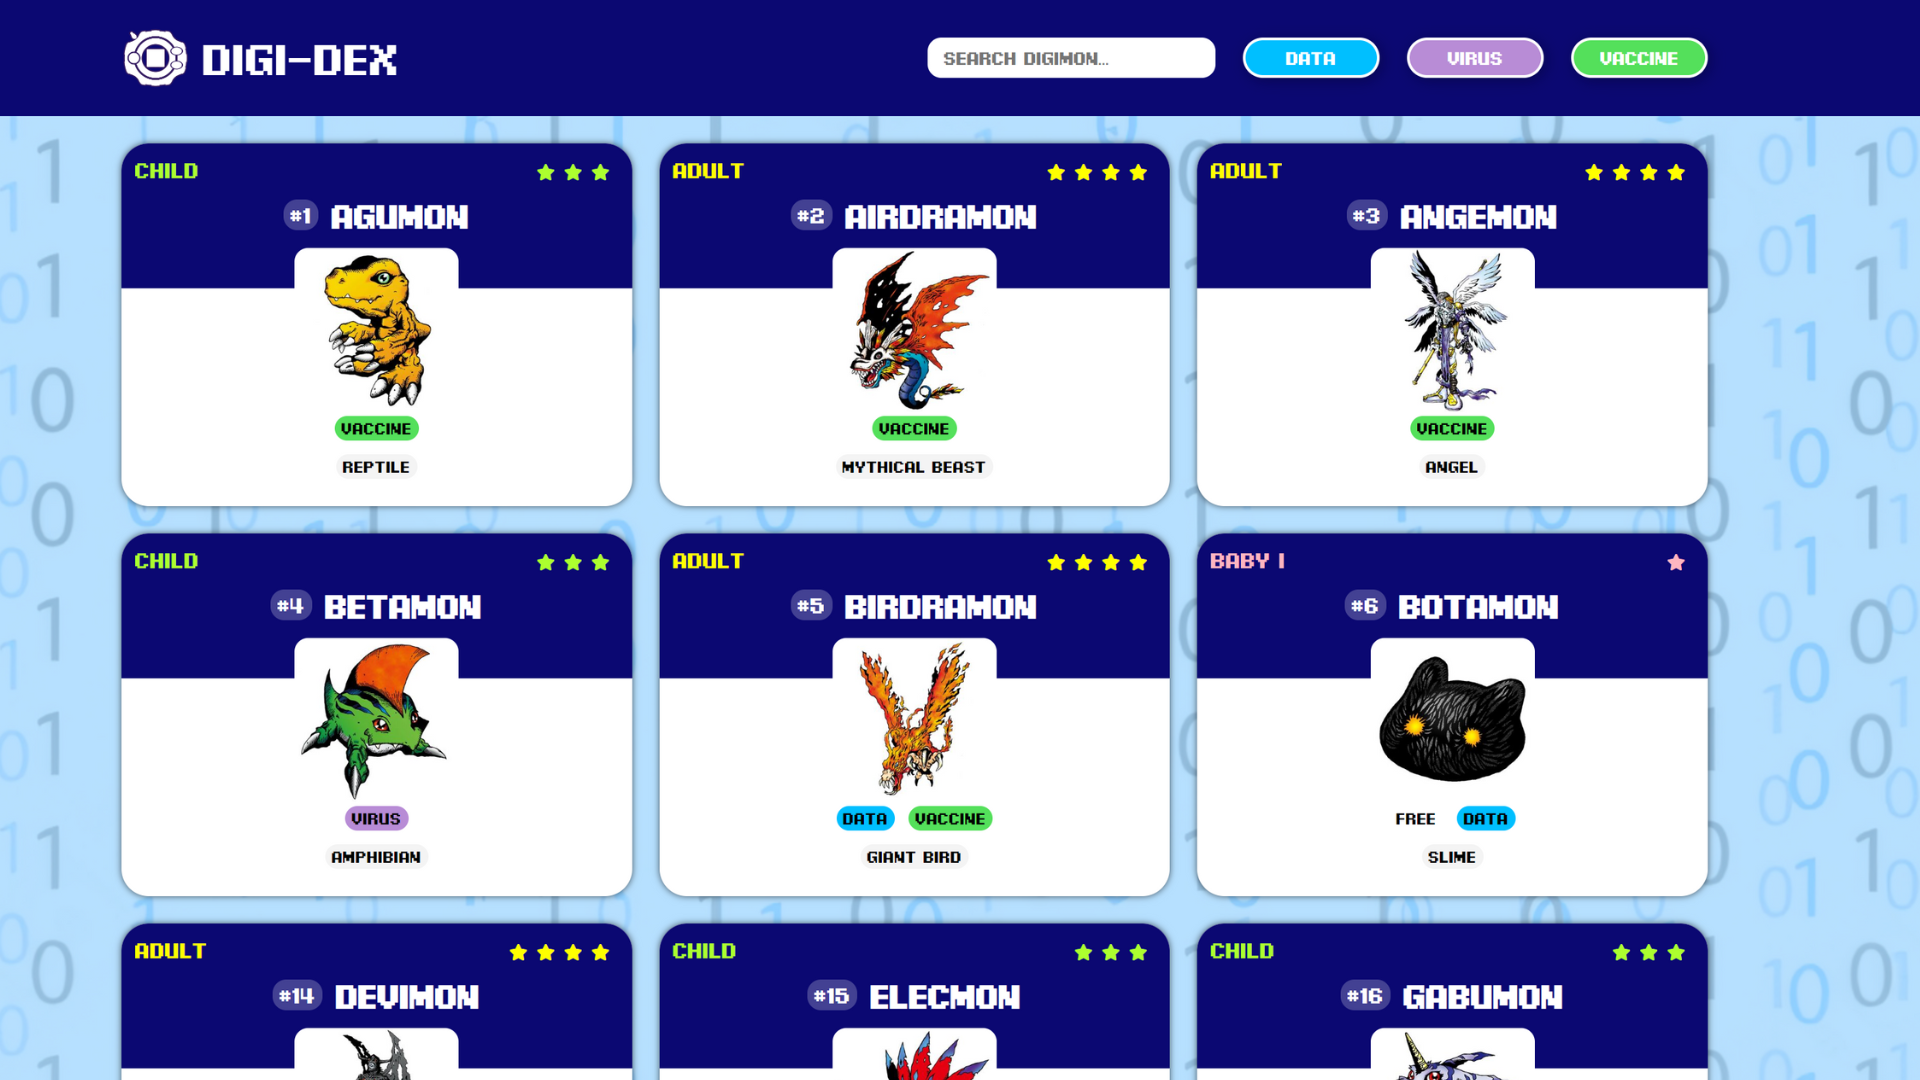 DIGI-DEX
SEARCH DIGIMON...
DATA
VIRUS
VACCINE
CHILD
#1 AGUMON
VACCINE
REPTILE
ADULT
#2 AIRDRAMON
VACCINE
MYTHICAL BEAST
ADULT
#3 ANGEMON
VACCINE
ANGEL
CHILD
#4 BETAMON
VIRUS
AMPHIBIAN
ADULT
#5 BIRDRAMON
DATA VACCINE
GIANT BIRD
BABY I
#6 BOTAMON
FREE DATA
SLIME
ADULT
#14 DEVIMON
CHILD
#15 ELECMON
CHILD
#16 GABUMON